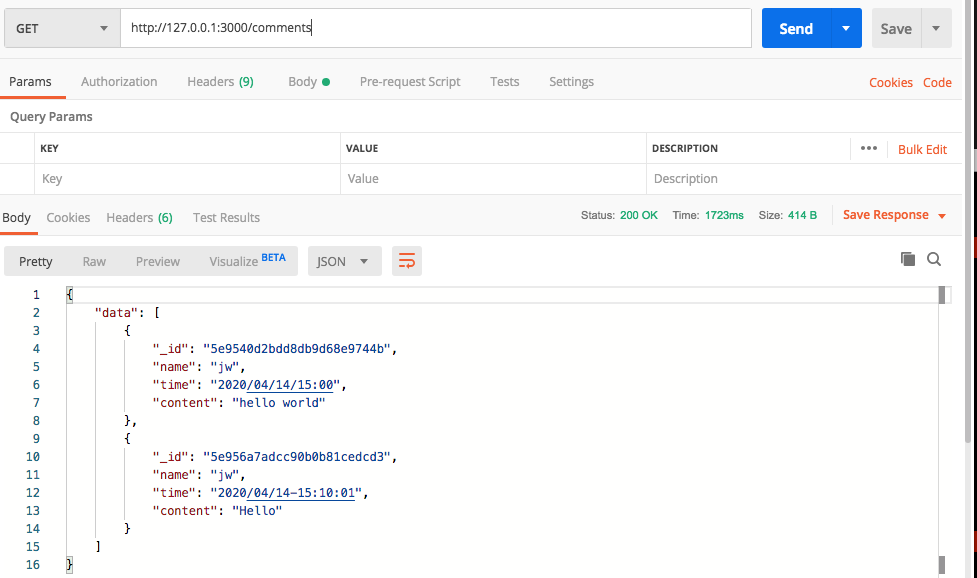 GET http://127.0.0.1:3000/comments Send Save
Params Authorization Headers (9) Body Pre-request Script Tests Settings Cookies Code
Query Params
KEY VALUE DESCRIPTION ••• Bulk Edit
Key Value Description
Body Cookies Headers (6) Test Results Status: 200 OK Time: 1723ms Size: 414 B Save Response
Pretty Raw Preview Visualize BETA JSON
1 {
2 "data": [
3 {
4 "_id": "5e9540d2bdd8db9d68e9744b",
5 "name": "jw",
6 "time": "2020/04/14/15:00",
7 "content": "hello world"
8 },
9 {
10 "_id": "5e956a7adcc90b0b81cedcd3",
11 "name": "jw",
12 "time": "2020/04/14-15:10:01",
13 "content": "Hello"
14 }
15 ]
16 }